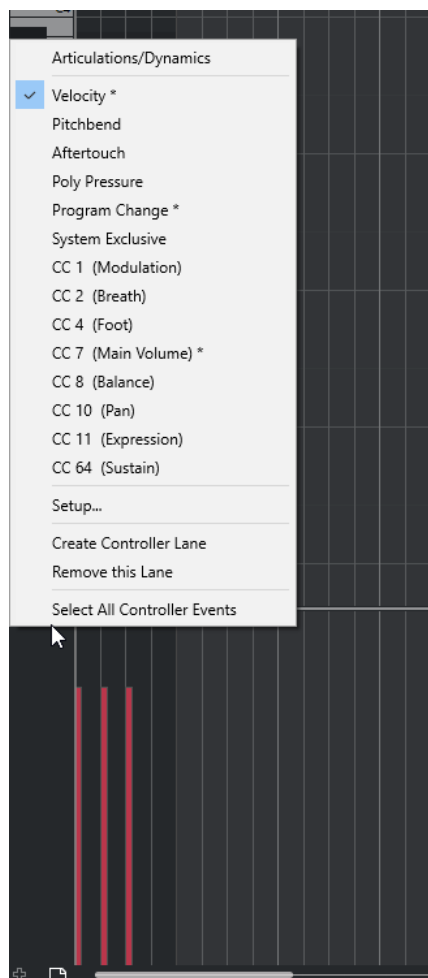 Articulations/Dynamics
Velocity *
Pitchbend
Aftertouch
Poly Pressure
Program Change *
System Exclusive
CC 1 (Modulation)
CC 2 (Breath)
CC 4 (Foot)
CC 7 (Main Volume) *
CC 8 (Balance)
CC 10 (Pan)
CC 11 (Expression)
CC 64 (Sustain)
Setup...
Create Controller Lane
Remove this Lane
Select All Controller Events